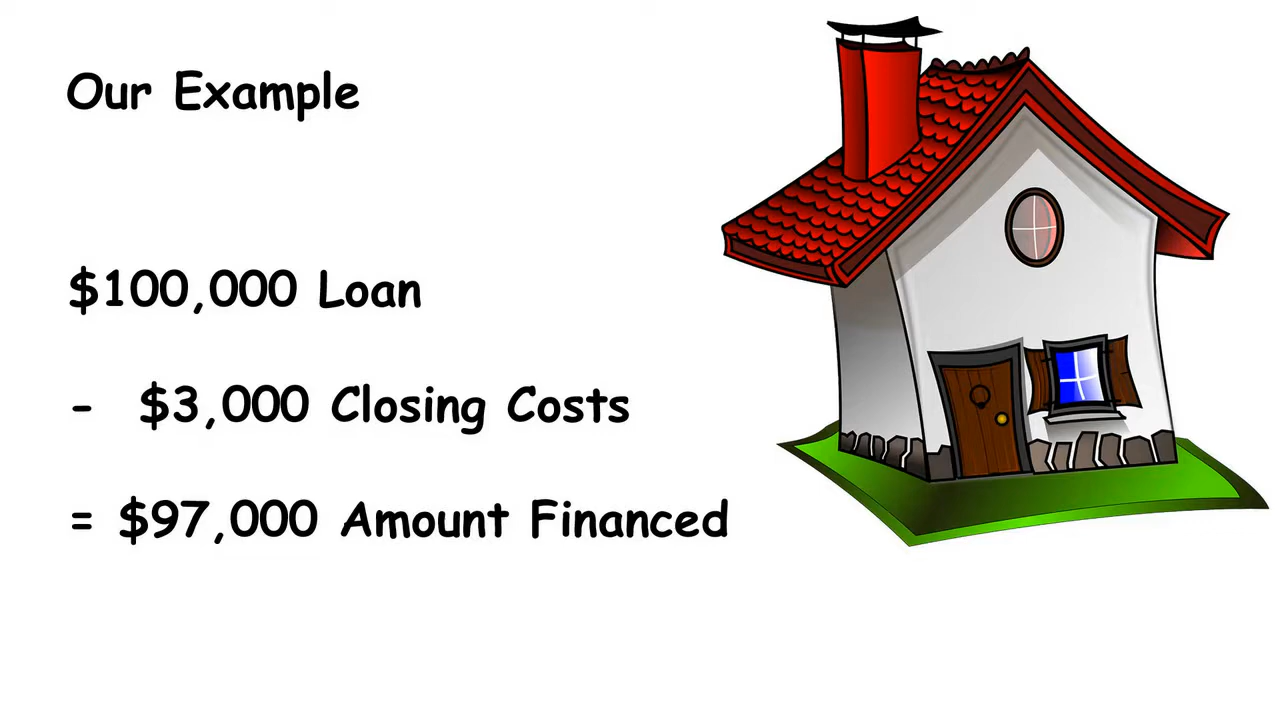 Our Example
$100,000 Loan
- $3,000 Closing Costs
= $97,000 Amount Financed